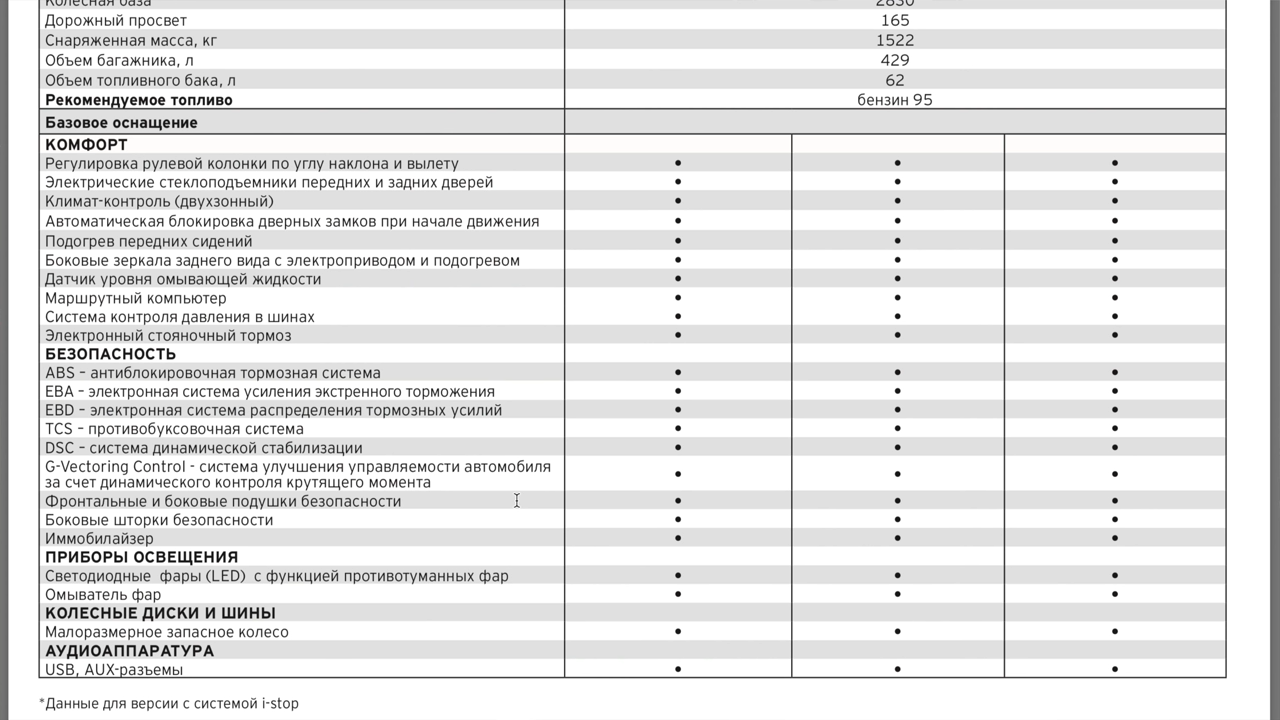 Колесная база 2830
Дорожный просвет 165
Снаряженная масса, кг 1522
Объем багажника, л 429
Объем топливного бака, л 62
Рекомендуемое топливо бензин 95
Базовое оснащение
КОМФОРТ
Регулировка рулевой колонки по углу наклона и вылету • • •
Электрические стеклоподъемники передних и задних дверей • • •
Климат-контроль (двухзонный) • • •
Автоматическая блокировка дверных замков при начале движения • • •
Подогрев передних сидений • • •
Боковые зеркала заднего вида с электроприводом и подогревом • • •
Датчик уровня омывающей жидкости • • •
Маршрутный компьютер • • •
Система контроля давления в шинах • • •
Электронный стояночный тормоз • • •
БЕЗОПАСНОСТЬ
ABS – антиблокировочная тормозная система • • •
EBA – электронная система усиления экстренного торможения • • •
EBD – электронная система распределения тормозных усилий • • •
TCS – противобуксовочная система • • •
DSC – система динамической стабилизации • • •
G-Vectoring Control - система улучшения управляемости автомобиля
за счет динамического контроля крутящего момента • • •
Фронтальные и боковые подушки безопасности • • •
Боковые шторки безопасности • • •
Иммобилайзер • • •
ПРИБОРЫ ОСВЕЩЕНИЯ
Светодиодные фары (LED) с функцией противотуманных фар • • •
Омыватель фар • • •
КОЛЕСНЫЕ ДИСКИ И ШИНЫ
Малоразмерное запасное колесо • • •
АУДИОАППАРАТУРА
USB, AUX-разъемы • • •
*Данные для версии с системой i-stop